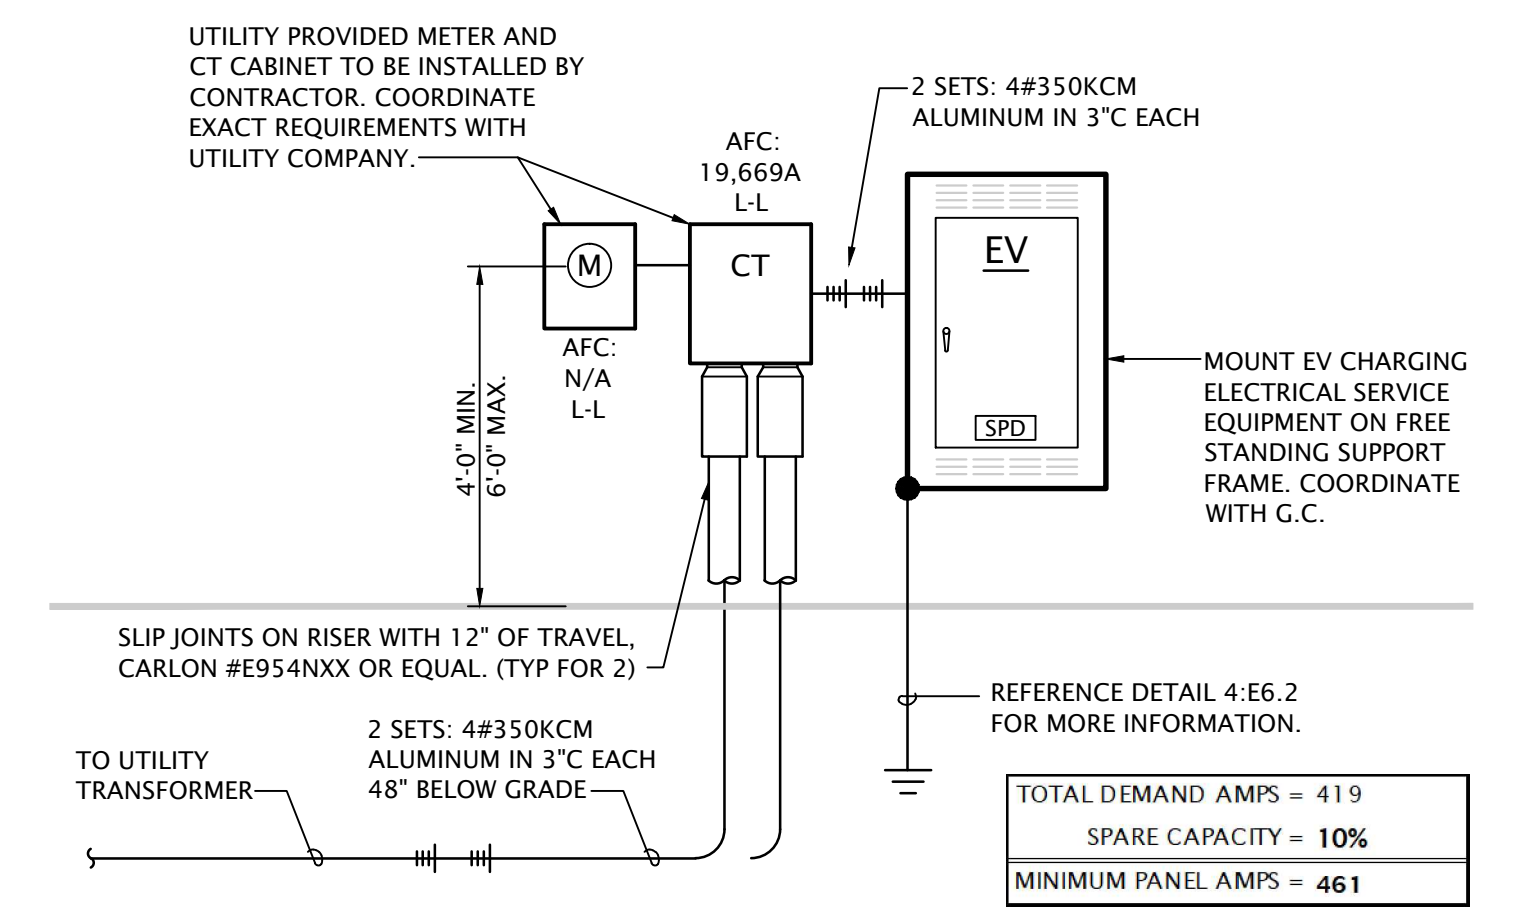 UTILITY PROVIDED METER AND
CT CABINET TO BE INSTALLED BY
CONTRACTOR. COORDINATE
EXACT REQUIREMENTS WITH
UTILITY COMPANY.
2 SETS: 4#350KCM
ALUMINUM IN 3"C EACH
AFC:
19,669A
L-L
M
CT
EV
SPD
AFC:
N/A
L-L
4'-0" MIN.
6'-0" MAX.
MOUNT EV CHARGING
ELECTRICAL SERVICE
EQUIPMENT ON FREE
STANDING SUPPORT
FRAME. COORDINATE
WITH G.C.
SLIP JOINTS ON RISER WITH 12" OF TRAVEL,
CARLON #E954NXX OR EQUAL. (TYP FOR 2)
REFERENCE DETAIL 4:E6.2
FOR MORE INFORMATION.
2 SETS: 4#350KCM
ALUMINUM IN 3"C EACH
48" BELOW GRADE
TO UTILITY
TRANSFORMER
TOTAL DEMAND AMPS = 419
SPARE CAPACITY = 10%
MINIMUM PANEL AMPS = 461